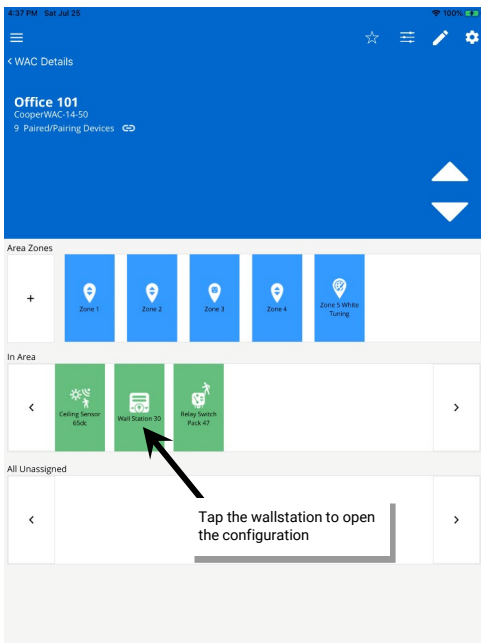 4:37 PM Sat Jul 25
100%
< WAC Details
Office 101
CooperWAC-14-50
9 Paired/Pairing Devices
Area Zones
+
Zone 1
Zone 2
Zone 3
Zone 4
Zone 5 White
Tuning
In Area
<
Ceiling Sensor
65dc
Wall Station 30
Relay Switch
Pack 47
>
All Unassigned
<
Tap the wallstation to open
the configuration
>